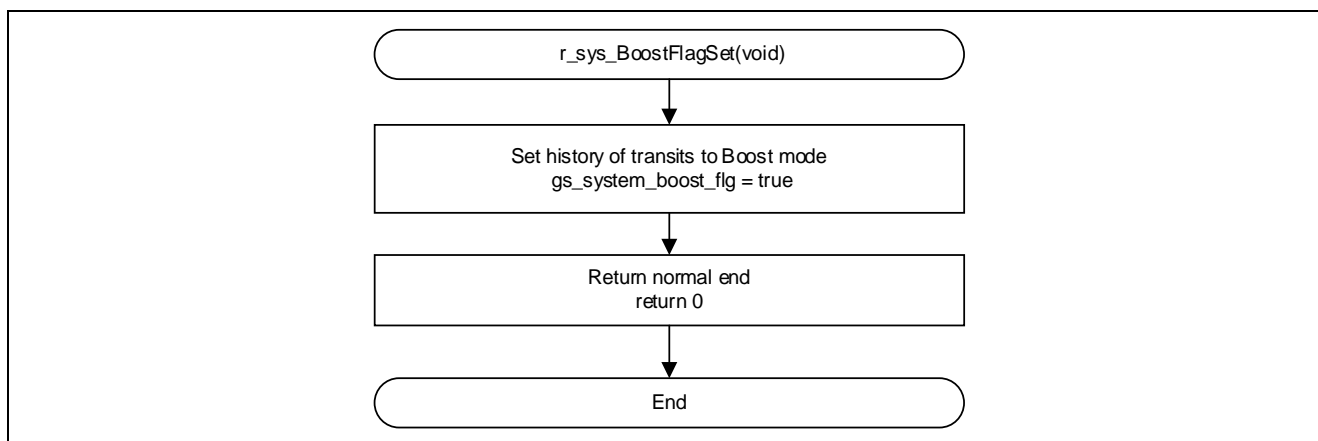 r_sys_BoostFlagSet(void)
Set history of transits to Boost mode
gs_system_boost_flg = true
Return normal end
return 0
End